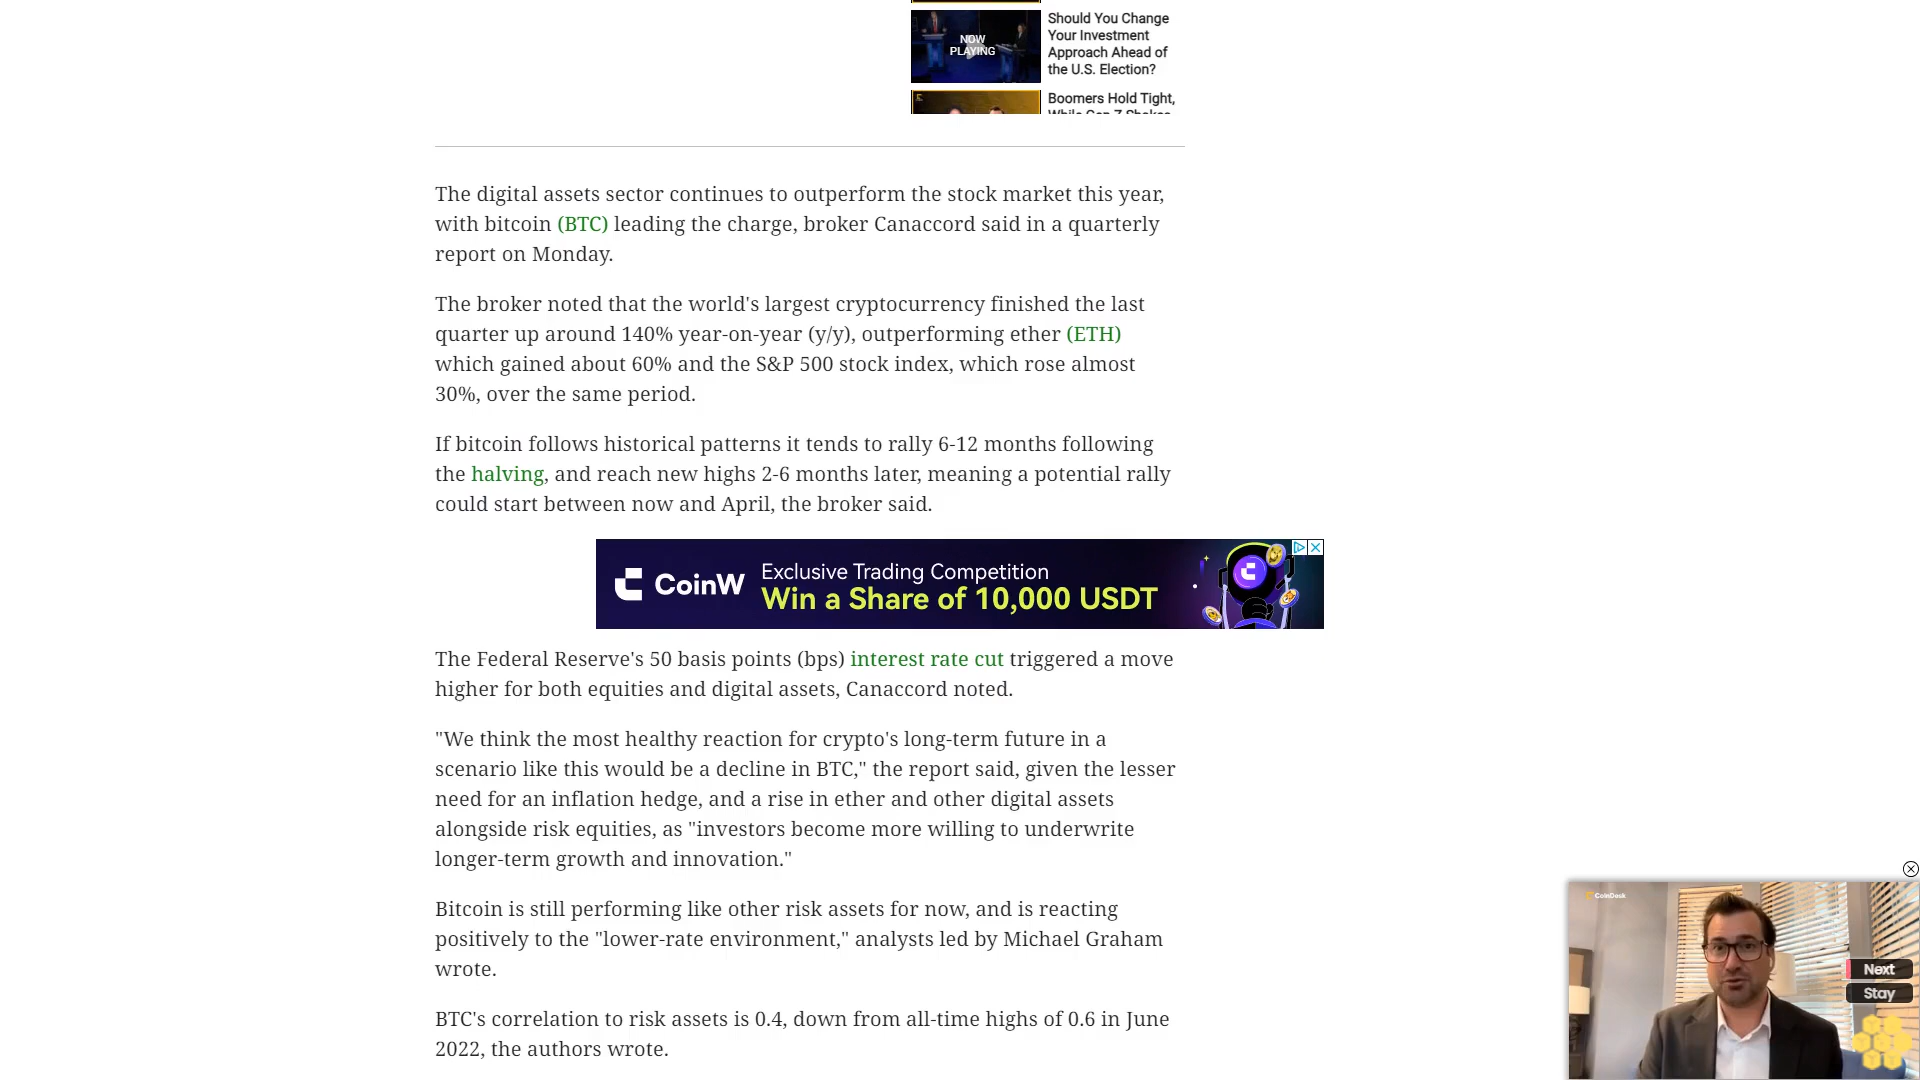 NOW
PLAYING
Should You Change
Your Investment
Approach Ahead of
the U.S. Election?
Boomers Hold Tight,
While Gen Z Shakes
The digital assets sector continues to outperform the stock market this year,
with bitcoin (BTC) leading the charge, broker Canaccord said in a quarterly
report on Monday.
The broker noted that the world's largest cryptocurrency finished the last
quarter up around 140% year-on-year (y/y), outperforming ether (ETH)
which gained about 60% and the S&P 500 stock index, which rose almost
30%, over the same period.
If bitcoin follows historical patterns it tends to rally 6-12 months following
the halving, and reach new highs 2-6 months later, meaning a potential rally
could start between now and April, the broker said.
CoinW
Exclusive Trading Competition
Win a Share of 10,000 USDT
The Federal Reserve's 50 basis points (bps) interest rate cut triggered a move
higher for both equities and digital assets, Canaccord noted.
"We think the most healthy reaction for crypto's long-term future in a
scenario like this would be a decline in BTC," the report said, given the lesser
need for an inflation hedge, and a rise in ether and other digital assets
alongside risk equities, as "investors become more willing to underwrite
longer-term growth and innovation."
Bitcoin is still performing like other risk assets for now, and is reacting
positively to the "lower-rate environment," analysts led by Michael Graham
wrote.
BTC's correlation to risk assets is 0.4, down from all-time highs of 0.6 in June
2022, the authors wrote.
CoinDesk
Next
Stay